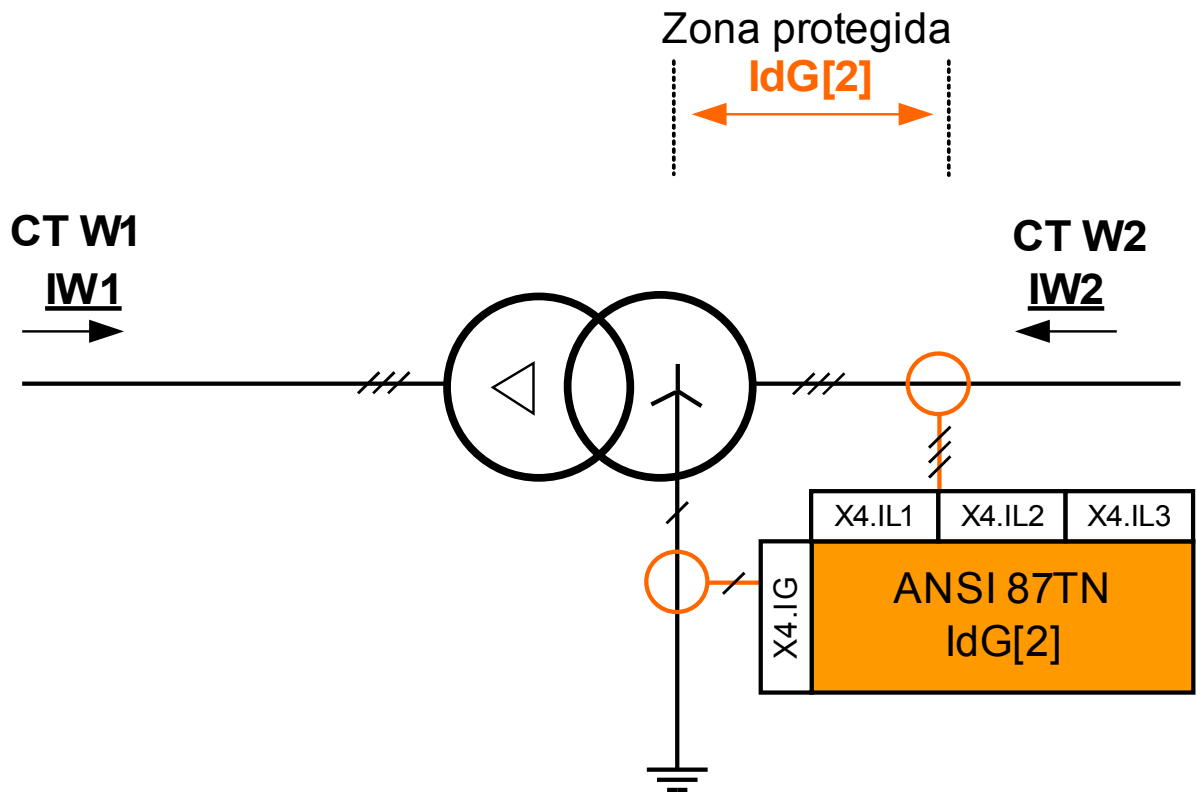 Zona protegida
IdG[2]
CT W1
IW1
CT W2
IW2
X4.IL1
X4.IL2
X4.IL3
X4.IG
ANSI 87TN
IdG[2]